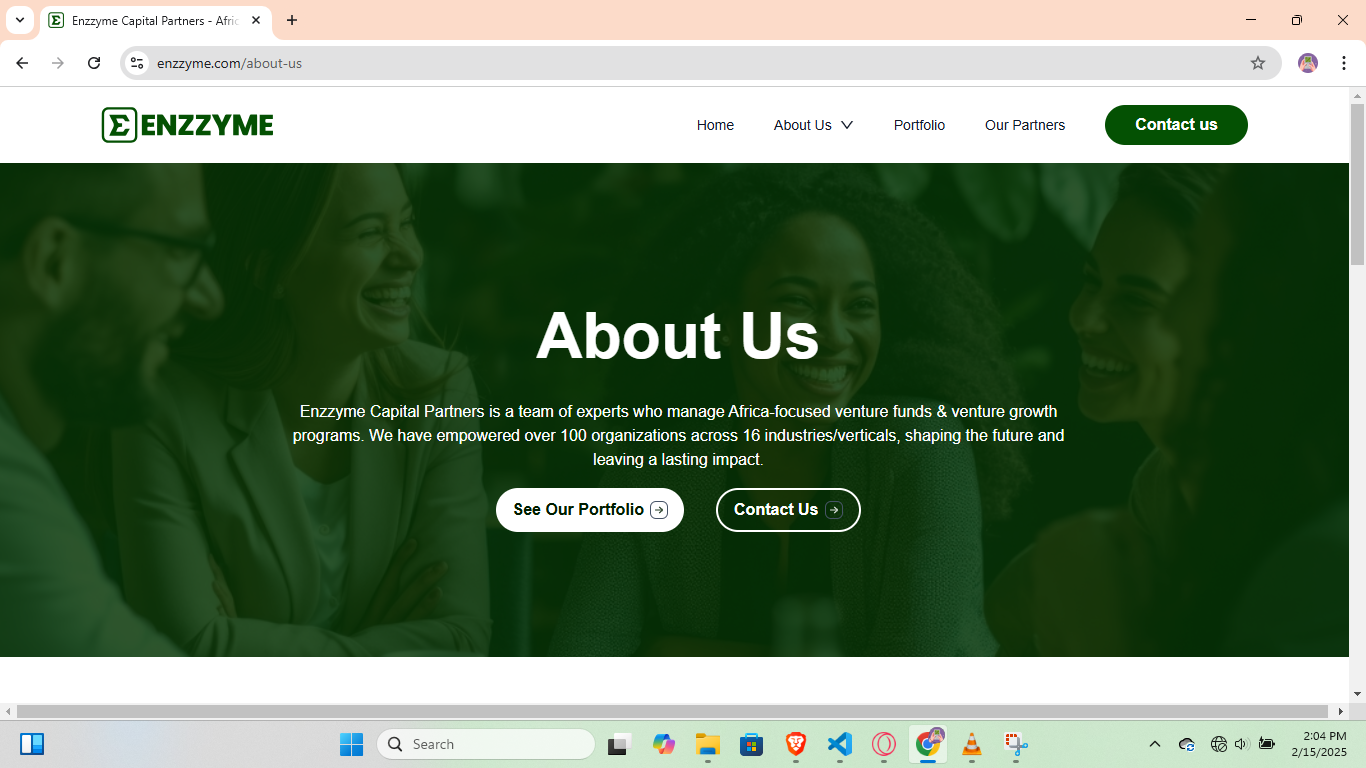 Enzzyme Capital Partners - Afric
enzzyme.com/about-us
ENZZYME
Home
About Us
Portfolio
Our Partners
Contact us
About Us
Enzzyme Capital Partners is a team of experts who manage Africa-focused venture funds & venture growth
programs. We have empowered over 100 organizations across 16 industries/verticals, shaping the future and
leaving a lasting impact.
See Our Portfolio
Contact Us
Search
2:04 PM
2/15/2025